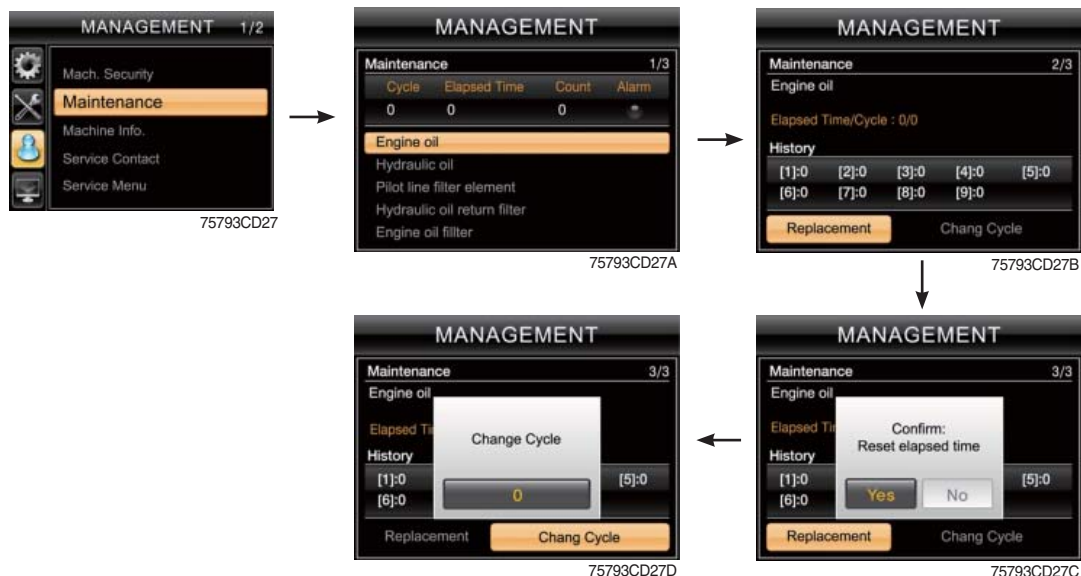 MANAGEMENT 1/2
Mach. Security
Maintenance
Machine Info.
Service Contact
Service Menu
75793CD27
MANAGEMENT
Maintenance 1/3
Cycle Elapsed Time Count Alarm
0 0 0
Engine oil
Hydraulic oil
Pilot line filter element
Hydraulic oil return filter
Engine oil fillter
75793CD27A
MANAGEMENT
Maintenance 2/3
Engine oil
Elapsed Time/Cycle : 0/0
History
[1]:0 [2]:0 [3]:0 [4]:0 [5]:0
[6]:0 [7]:0 [8]:0 [9]:0
Replacement Chang Cycle
75793CD27B
MANAGEMENT
Maintenance 3/3
Engine oil
Elapsed Ti
Change Cycle
History
[1]:0 [5]:0
[6]:0
0
Replacement Chang Cycle
75793CD27D
MANAGEMENT
Maintenance 3/3
Engine oil
Elapsed Tir
Confirm:
Reset elapsed time
History
[1]:0 [5]:0
[6]:0
Yes No
Replacement Chang Cycle
75793CD27C